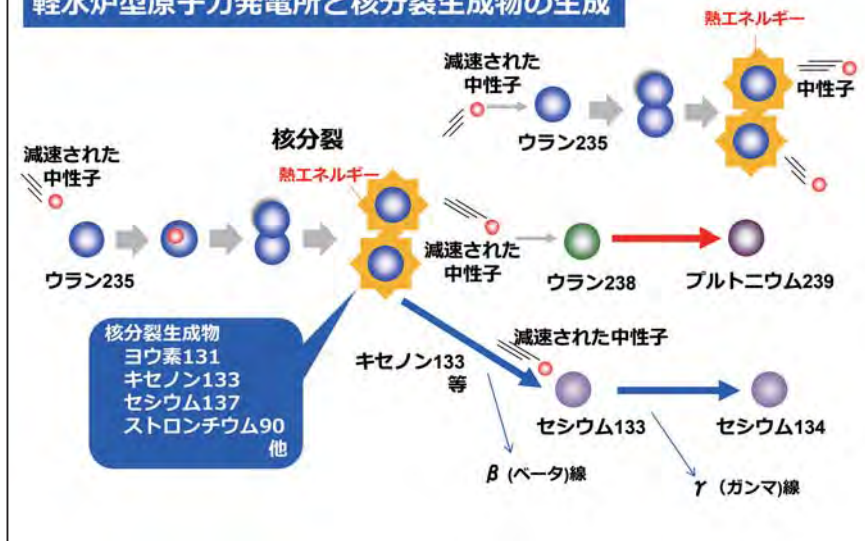 軽水炉型原子力発電所と核分裂生成物の生成
熱エネルギー
減速された
中性子
中性子
ウラン235
核分裂
減速された
中性子
熱エネルギー
ウラン235
減速された
中性子
ウラン238
プルトニウム239
核分裂生成物
ヨウ素131
キセノン133
セシウム137
ストロンチウム90
他
キセノン133
等
減速された中性子
セシウム133
セシウム134
β (ベータ)線
γ (ガンマ)線